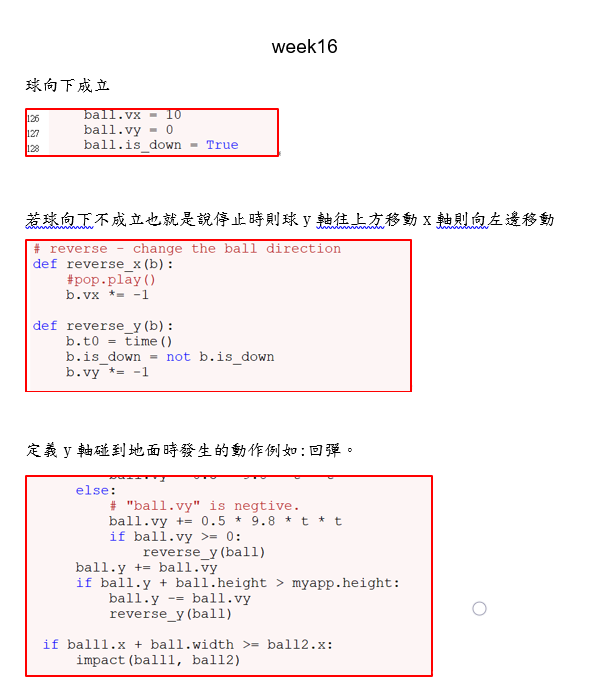 week16
球向下成立
126     ball.vx = 10
127     ball.vy = 0
128     ball.is_down = True
若球向下不成立也就是說停止時則球 y 軸往上方移動 x 軸則向左邊移動
# reverse - change the ball direction
def reverse_x(b):
    #pop.play()
    b.vx *= -1
def reverse_y(b):
    b.t0 = time()
    b.is_down = not b.is_down
    b.vy *= -1
定義 y 軸碰到地面時發生的動作例如:回彈。
    else:
        # "ball.vy" is negtive.
        ball.vy += 0.5 * 9.8 * t * t
        if ball.vy >= 0:
            reverse_y(ball)
    ball.y += ball.vy
    if ball.y + ball.height > myapp.height:
        ball.y -= ball.vy
        reverse_y(ball)
if ball1.x + ball.width >= ball2.x:
    impact(ball1, ball2)